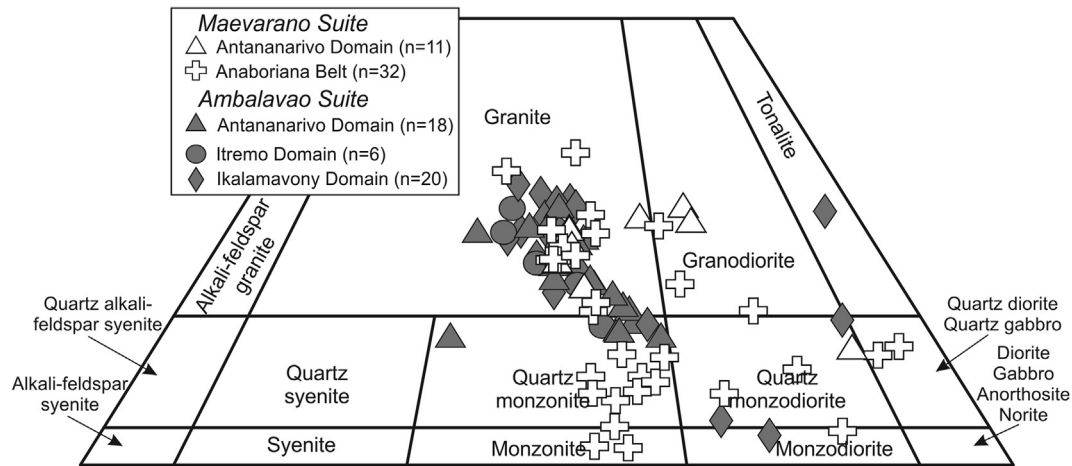 Maevarano Suite
Antananarivo Domain (n=11)
Anaboriana Belt (n=32)
Ambalavao Suite
Antananarivo Domain (n=18)
Itremo Domain (n=6)
Ikalamavony Domain (n=20)
Granite
Tonalite
Alkali-feldspar
granite
Granodiorite
Quartz alkali-
feldspar syenite
Quartz diorite
Quartz gabbro
Alkali-feldspar
syenite
Quartz
syenite
Quartz
monzonite
Quartz
monzodiorite
Diorite
Gabbro
Anorthosite
Norite
Syenite
Monzonite
Monzodiorite